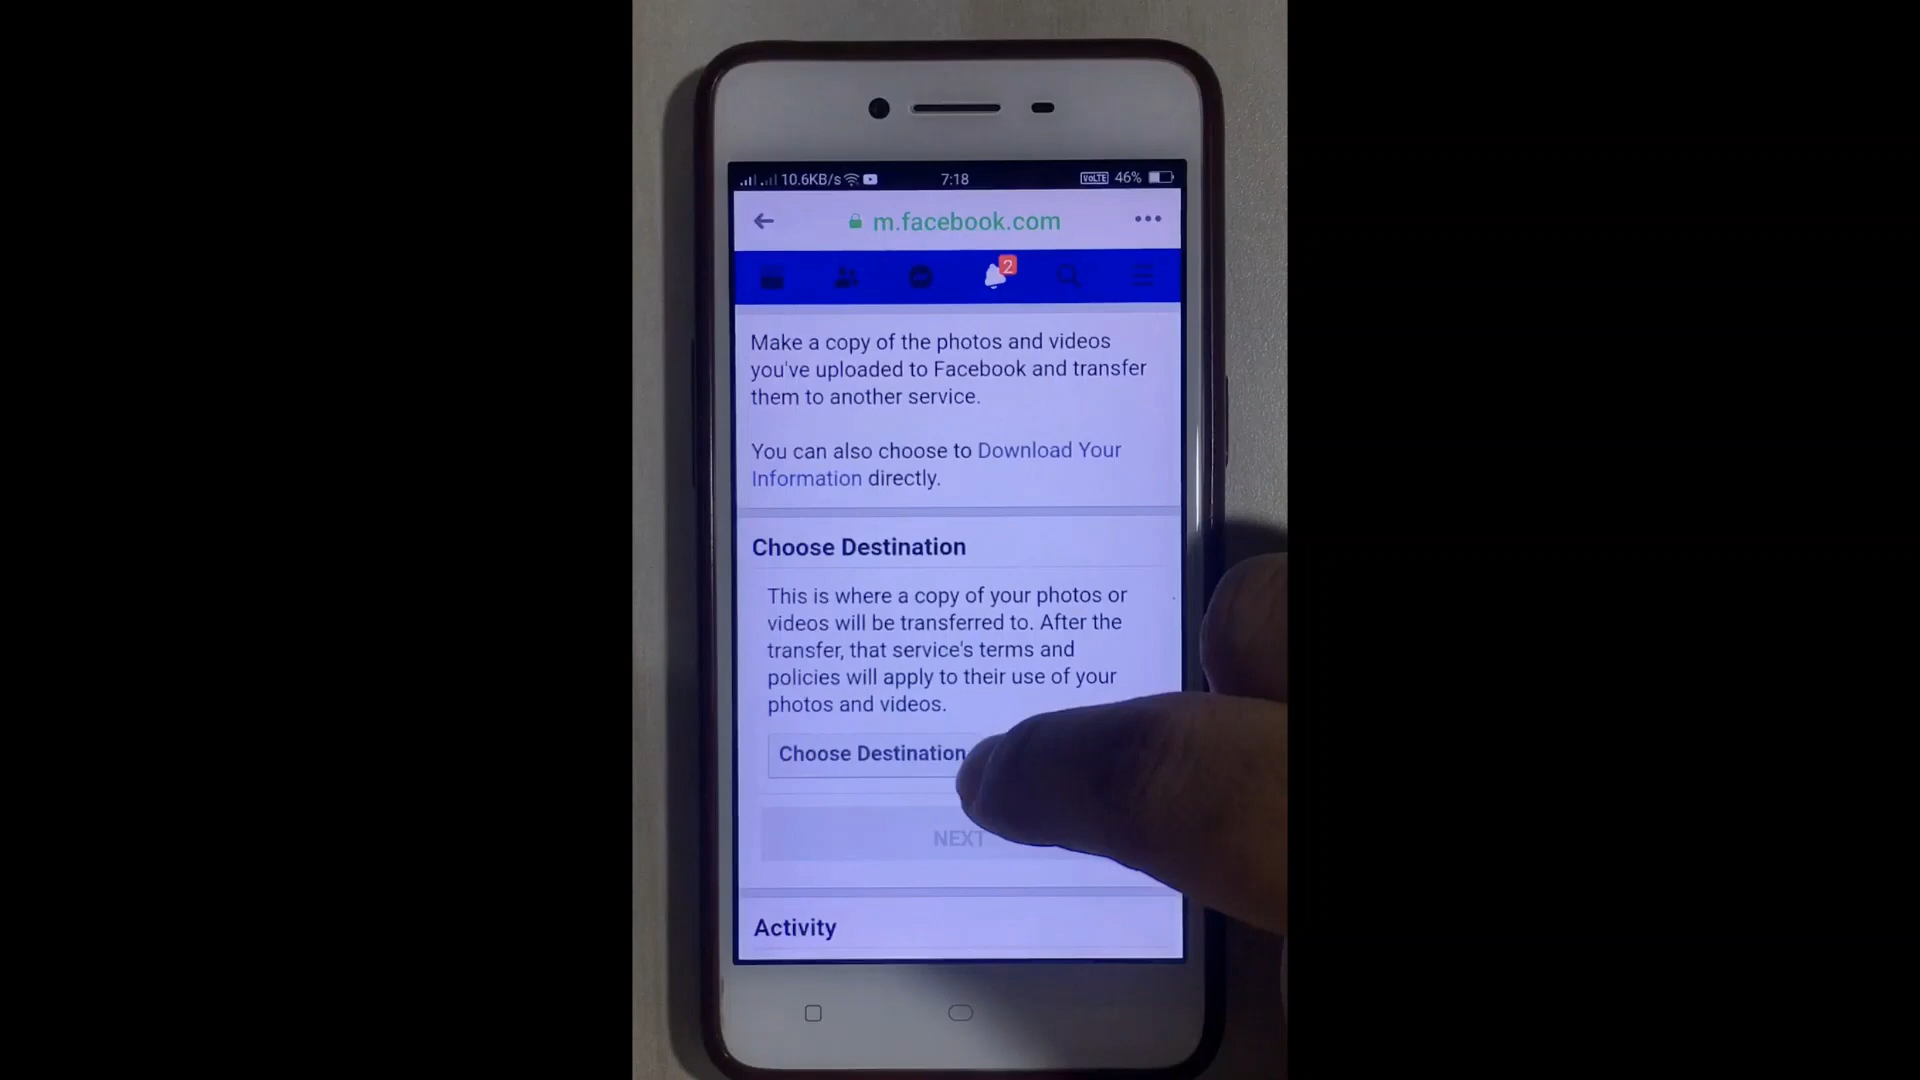 10.6KB/s 7:18 VoLTE 46%
m.facebook.com
2
Make a copy of the photos and videos
you've uploaded to Facebook and transfer
them to another service.
You can also choose to Download Your
Information directly.
Choose Destination
This is where a copy of your photos or
videos will be transferred to. After the
transfer, that service's terms and
policies will apply to their use of your
photos and videos.
Choose Destination
NEXT
Activity